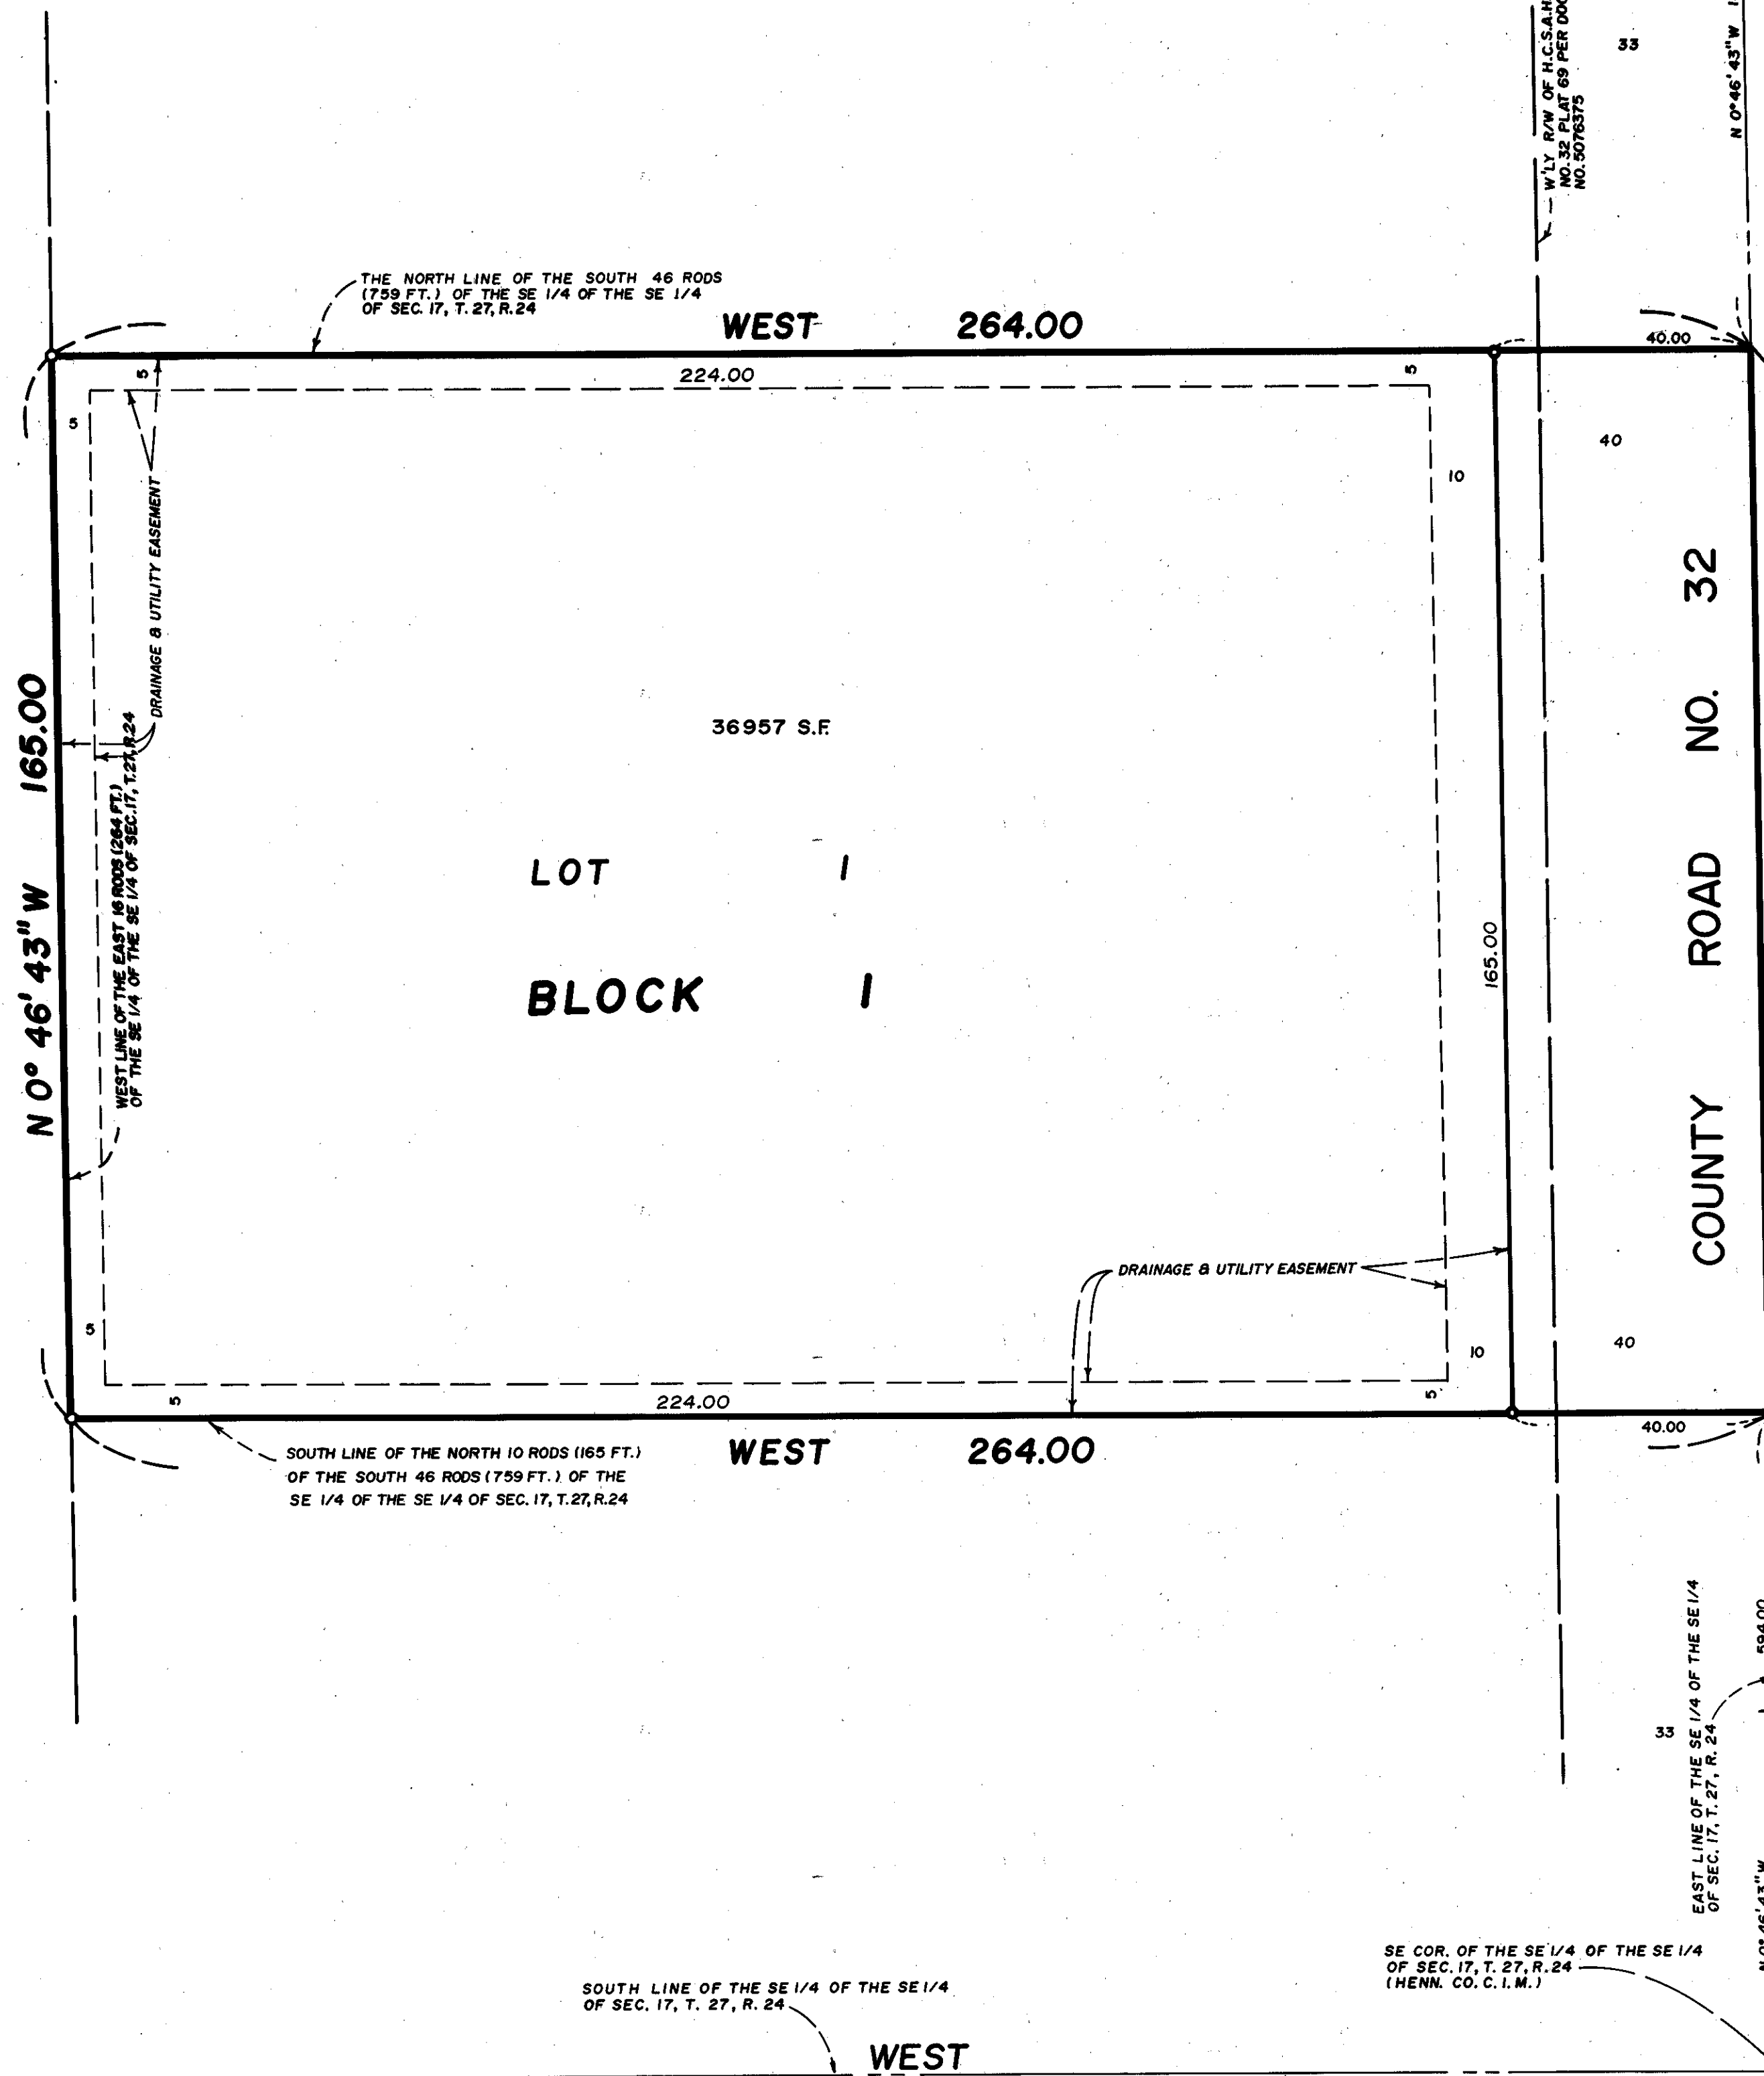 W'LY R/W OF H.C.S.A.H.
NO. 32 PLAT 69 PER DOC
NO. 5076375
33
N 0° 46' 43" W
THE NORTH LINE OF THE SOUTH 46 RODS
(759 FT.) OF THE SE 1/4 OF THE SE 1/4
OF SEC. 17, T. 27, R. 24
WEST 264.00
40.00
5
224.00
5
5
40
10
DRAINAGE & UTILITY EASEMENT
COUNTY ROAD NO. 32
N 0° 46' 43" W 165.00
WEST LINE OF THE EAST 16 RODS (264 FT.)
OF THE SE 1/4 OF THE SE 1/4 OF SEC. 17, T. 27, R. 24
36957 S.F.
LOT 1
BLOCK 1
165.00
DRAINAGE & UTILITY EASEMENT
5
10
40
5
224.00
5
WEST 264.00
40.00
SOUTH LINE OF THE NORTH 10 RODS (165 FT.)
OF THE SOUTH 46 RODS (759 FT.) OF THE
SE 1/4 OF THE SE 1/4 OF SEC. 17, T. 27, R. 24
33
EAST LINE OF THE SE 1/4 OF THE SE 1/4
OF SEC. 17, T. 27, R. 24
N 0° 46' 43" W 594.00
SE COR. OF THE SE 1/4 OF THE SE 1/4
OF SEC. 17, T. 27, R. 24
(HENN. CO. C. I. M.)
SOUTH LINE OF THE SE 1/4 OF THE SE 1/4
OF SEC. 17, T. 27, R. 24
WEST